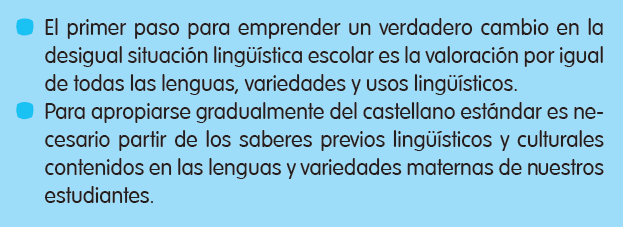 El primer paso para emprender un verdadero cambio en la
desigual situación lingüística escolar es la valoración por igual
de todas las lenguas, variedades y usos lingüísticos.
Para apropiarse gradualmente del castellano estándar es ne-
cesario partir de los saberes previos lingüísticos y culturales
contenidos en las lenguas y variedades maternas de nuestros
estudiantes.